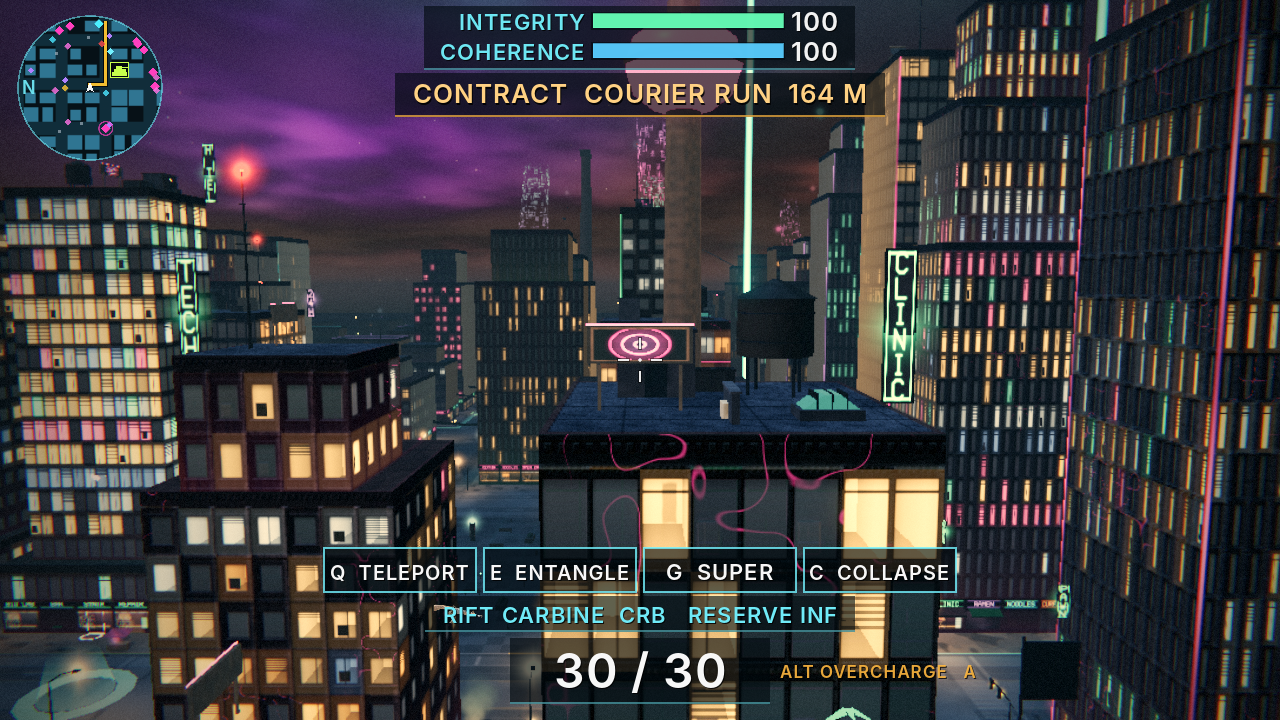 INTEGRITY 100
COHERENCE 100
CONTRACT COURIER RUN 164 M
N
TECH
CLINIC
Q TELEPORT
E ENTANGLE
G SUPER
C COLLAPSE
RIFT CARBINE CRB RESERVE INF
RAMEN
NOODLES
30 / 30
ALT OVERCHARGE A